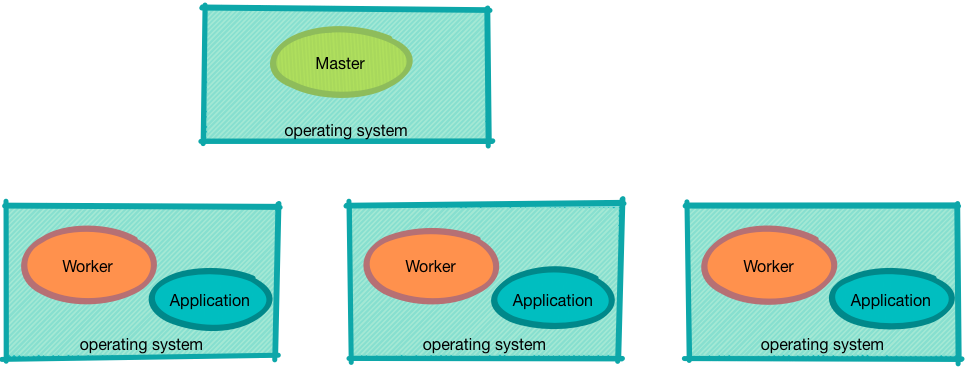 Master
operating system
Worker
Application
operating system
Worker
Application
operating system
Worker
Application
operating system